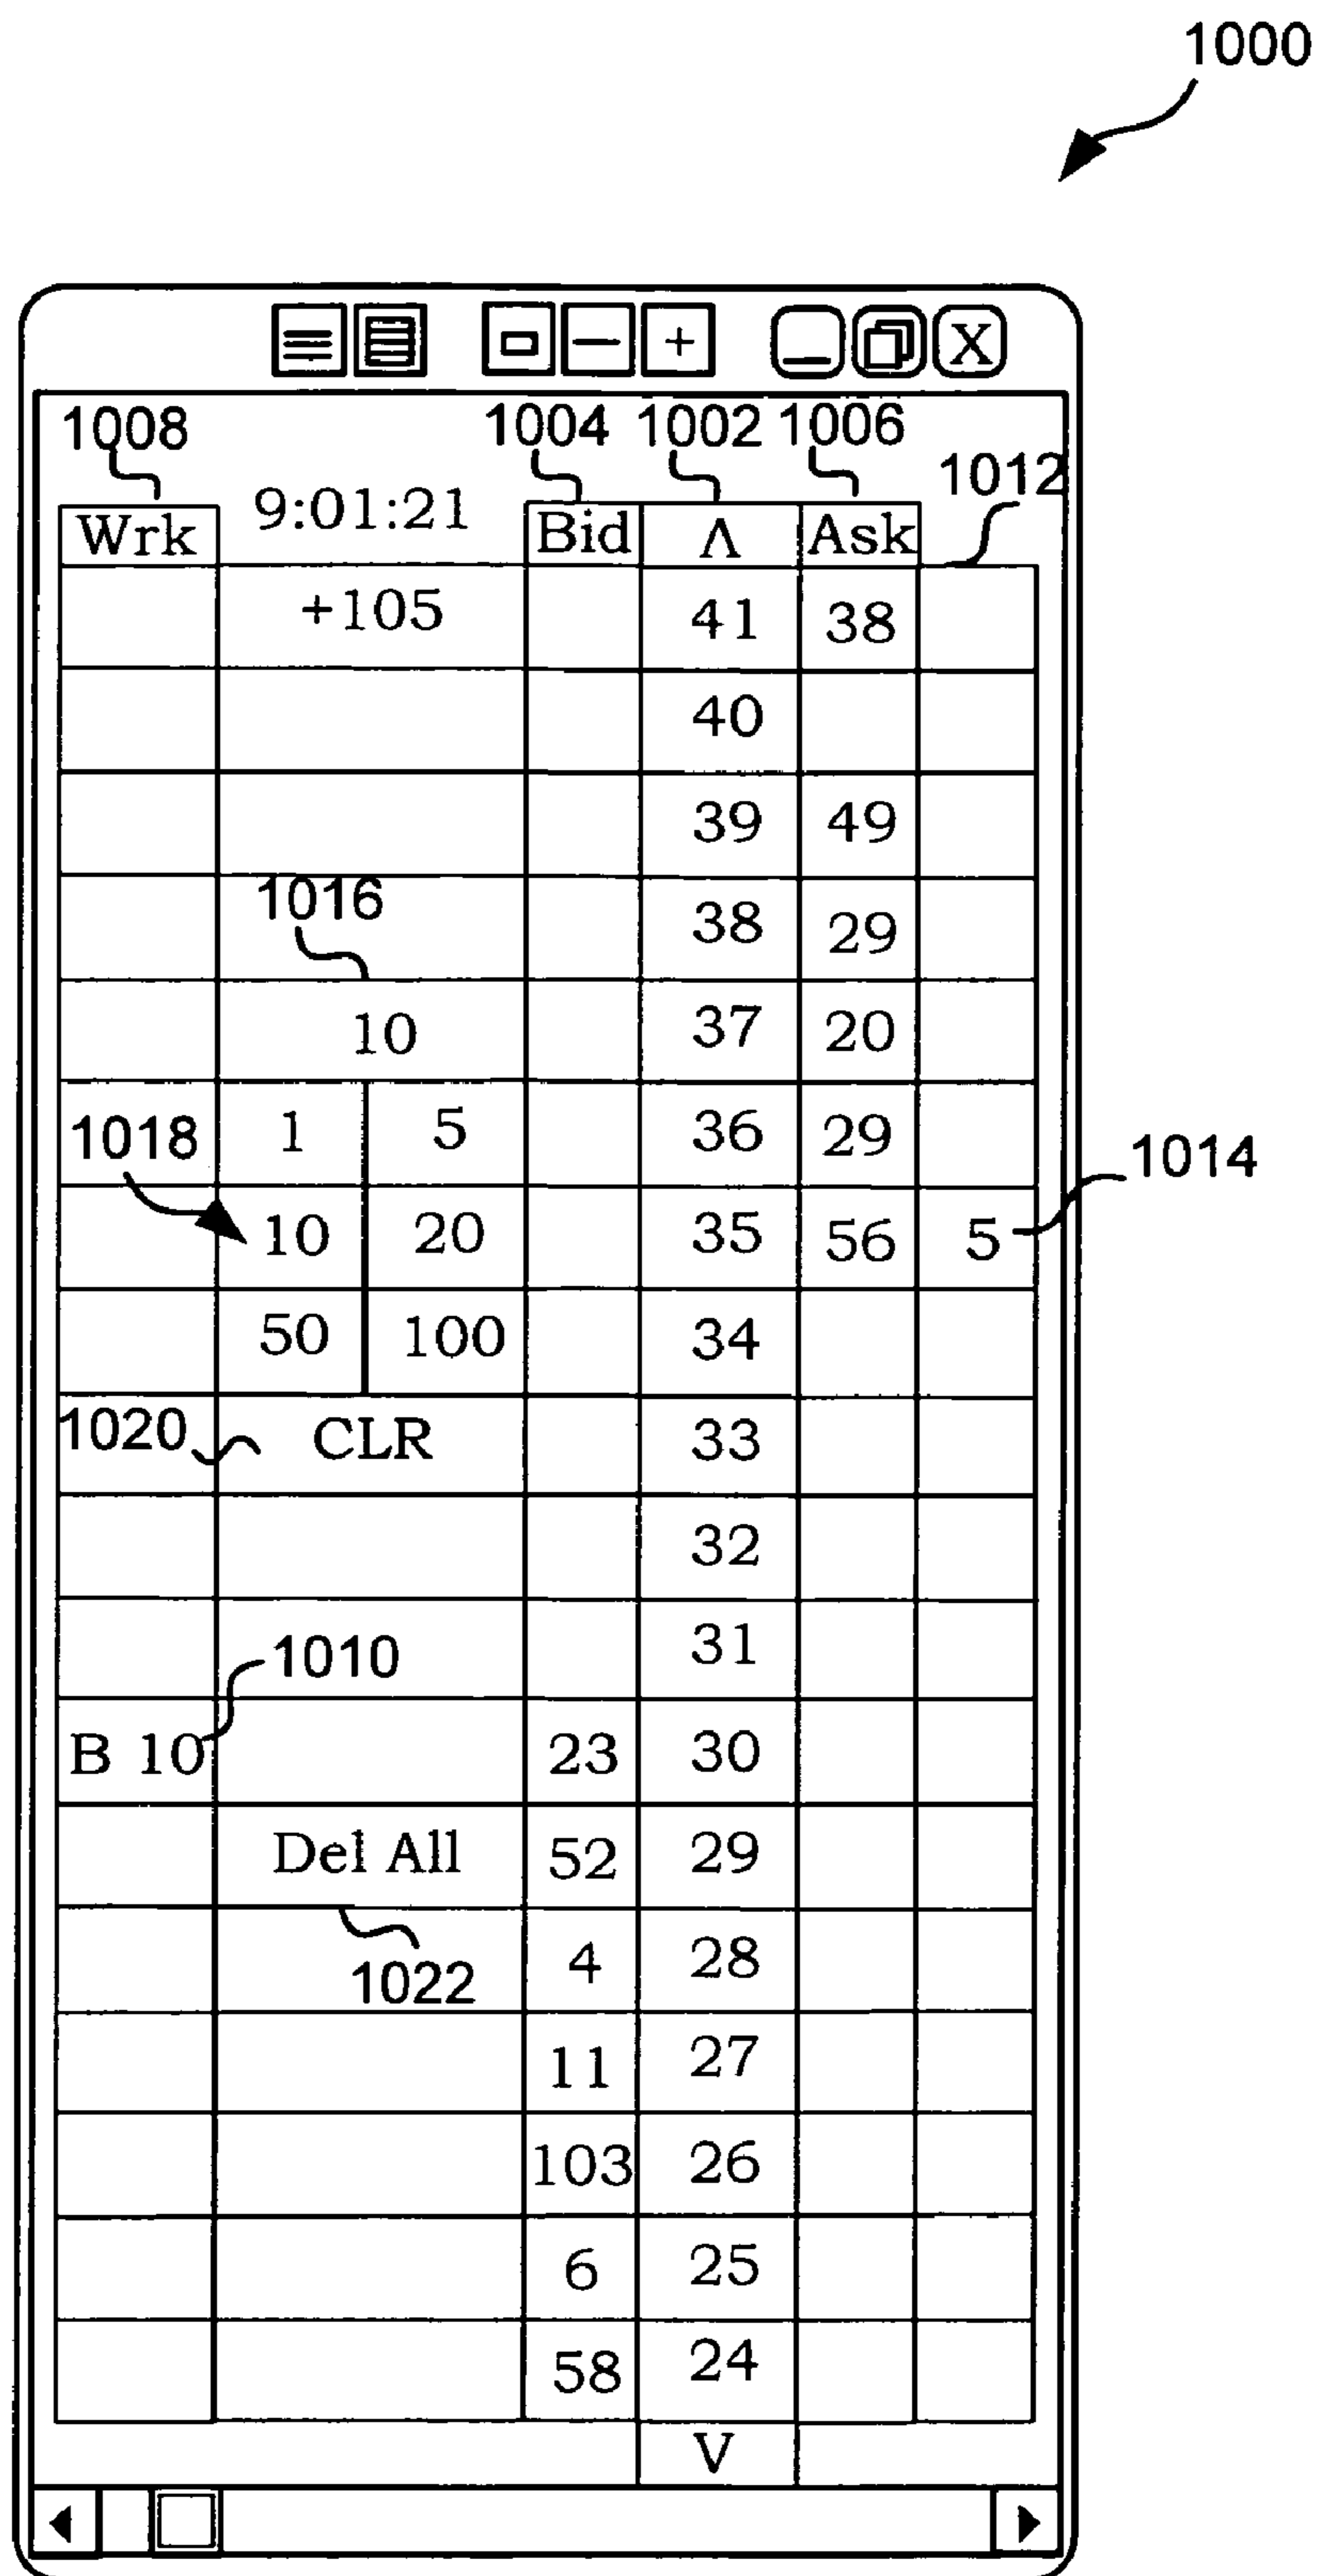 1000
X
1008 1004 1002 1006
1012
Wrk 9:01:21 Bid Λ Ask
+105 41 38
40
39 49
1016 38 29
10 37 20
1018 1 5 36 29 1014
10 20 35 56 5
50 100 34
1020 CLR 33
32
1010 31
B 10 23 30
Del All 52 29
1022 4 28
11 27
103 26
6 25
58 24
V